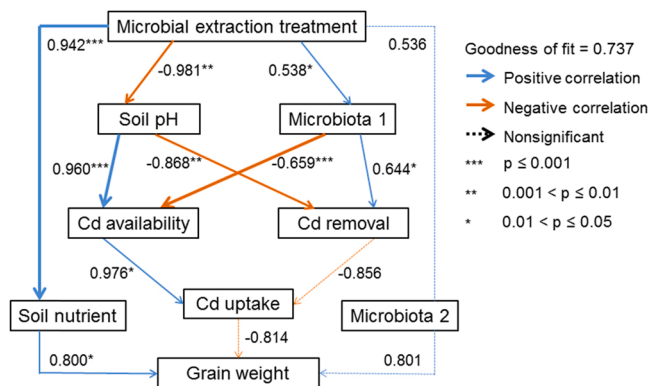 Microbial extraction treatment
0.942***
-0.981**
0.538*
0.536
Goodness of fit = 0.737
Positive correlation
Negative correlation
Nonsignificant
*** p ≤ 0.001
** 0.001 < p ≤ 0.01
* 0.01 < p ≤ 0.05
Soil pH
Microbiota 1
0.960***
-0.868**
-0.659***
0.644*
Cd availability
Cd removal
0.976*
-0.856
Cd uptake
Soil nutrient
Microbiota 2
-0.814
0.800*
0.801
Grain weight